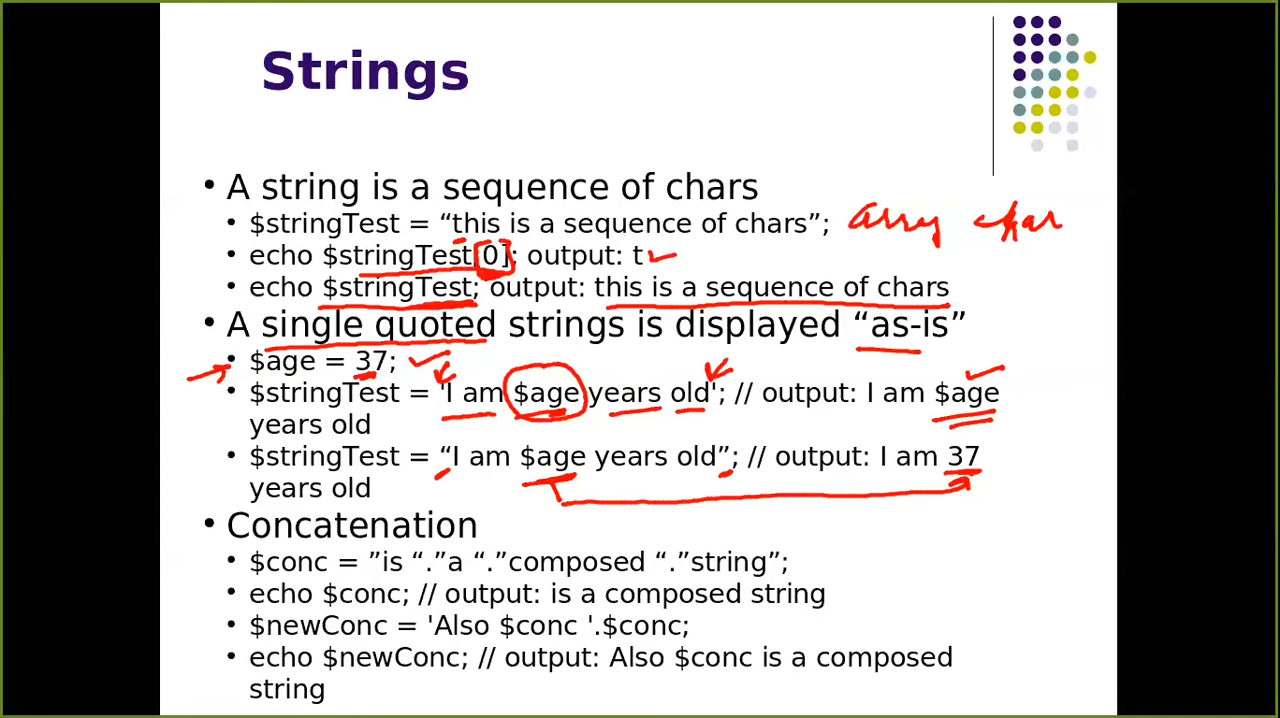 Strings
• A string is a sequence of chars
• $stringTest = “this is a sequence of chars”; arry char
• echo $stringTest[0]; output: t
• echo $stringTest; output: this is a sequence of chars
• A single quoted strings is displayed “as-is”
• $age = 37;
• $stringTest = 'I am $age years old'; // output: I am $age
years old
• $stringTest = “I am $age years old”; // output: I am 37
years old
• Concatenation
• $conc = ”is “.”a “.”composed “.”string”;
• echo $conc; // output: is a composed string
• $newConc = 'Also $conc '.$conc;
• echo $newConc; // output: Also $conc is a composed
string